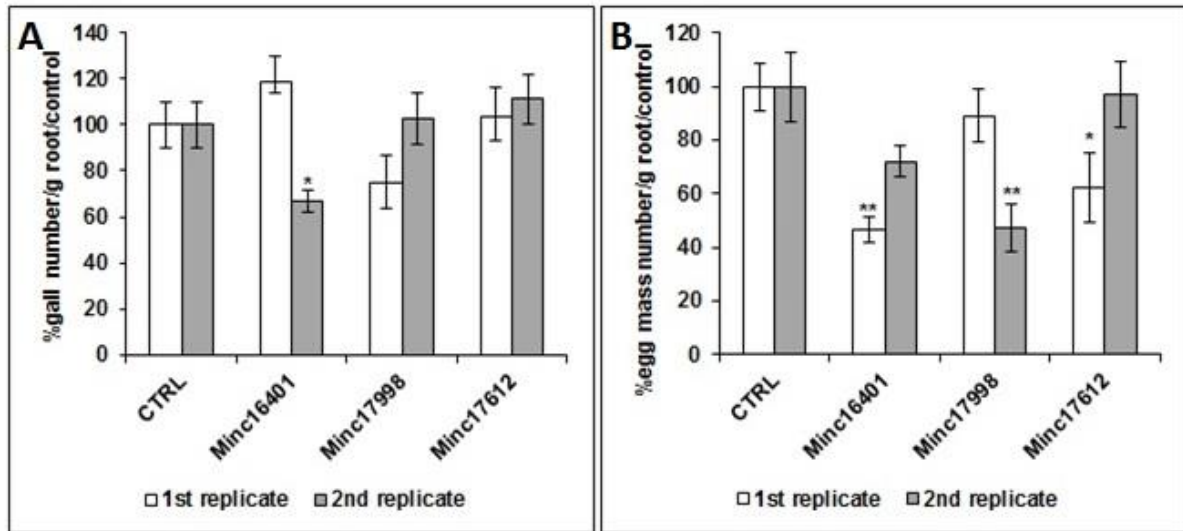 A
%gall number/g root/control
140
120
100
80
60
40
20
0
*
CTRL
Minc16401
Minc17998
Minc17612
1st replicate 2nd replicate
B
%egg mass number/g root/control
120
100
80
60
40
20
0
**
**
*
CTRL
Minc16401
Minc17998
Minc17612
1st replicate 2nd replicate